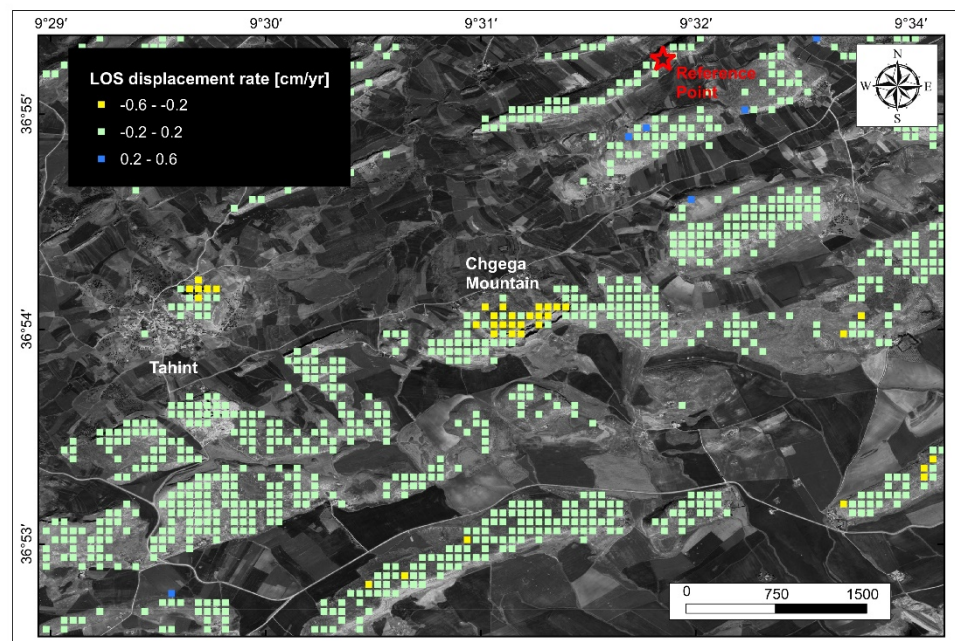 9°29′ 9°30′ 9°31′ 9°32′ 9°34′
LOS displacement rate [cm/yr]
-0.6 - -0.2
-0.2 - 0.2
0.2 - 0.6
Reference
Point
N
W E
S
36°55′
Chgega
Mountain
36°54′
Tahint
36°53′
0 750 1500